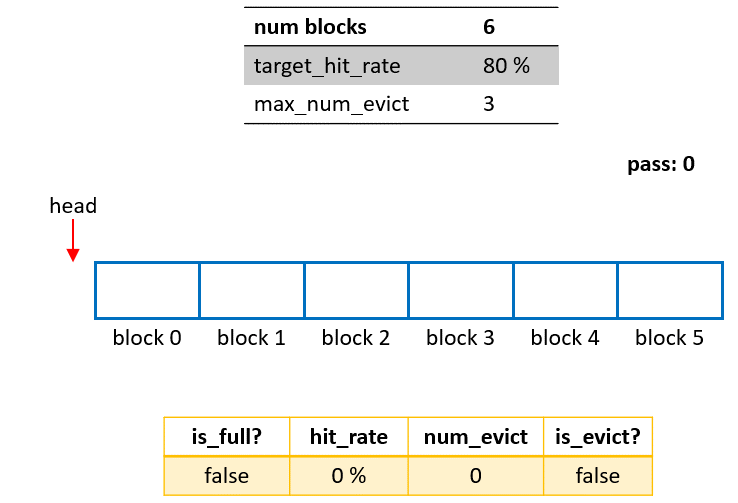 num blocks 6
target_hit_rate 80 %
max_num_evict 3
pass: 0
head
block 0 block 1 block 2 block 3 block 4 block 5
is_full? hit_rate num_evict is_evict?
false 0 % 0 false